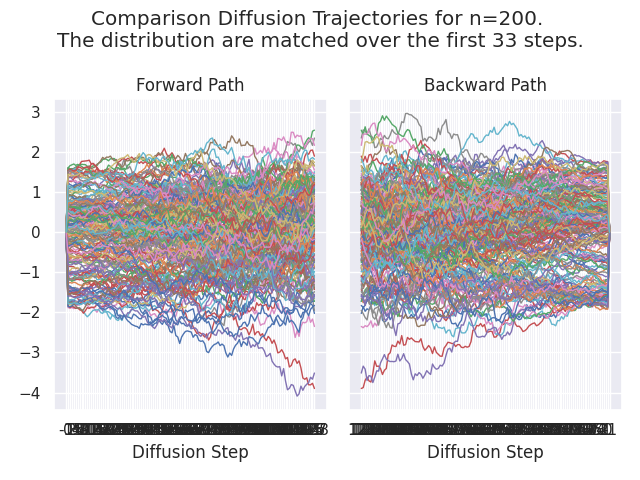 Comparison Diffusion Trajectories for n=200.
The distribution are matched over the first 33 steps.
Forward Path
Backward Path
3
2
1
0
−1
−2
−3
−4
Diffusion Step
Diffusion Step